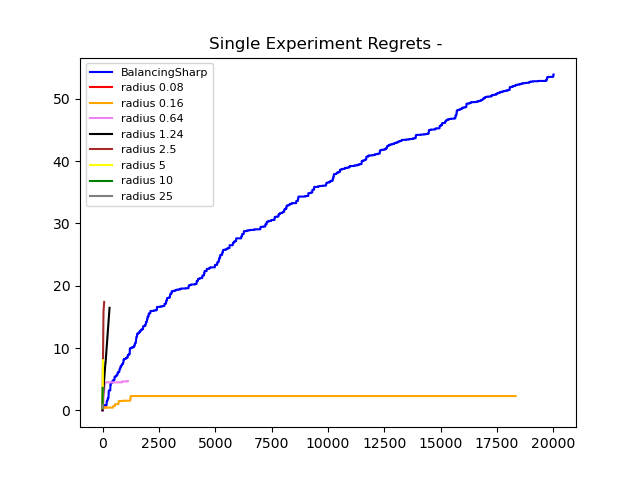 Single Experiment Regrets -
BalancingSharp
radius 0.08
radius 0.16
radius 0.64
radius 1.24
radius 2.5
radius 5
radius 10
radius 25
50
40
30
20
10
0
0 2500 5000 7500 10000 12500 15000 17500 20000